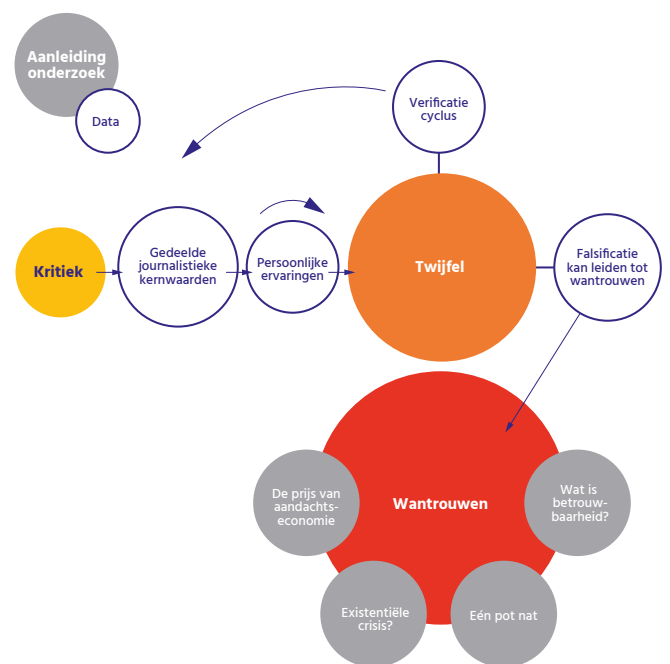 Aanleiding
onderzoek
Data
Verificatie
cyclus
Kritiek
Gedeelde
journalistieke
kernwaarden
Persoonlijke
ervaringen
Twijfel
Falsificatie
kan leiden tot
wantrouwen
De prijs van
aandachts-
economie
Wantrouwen
Wat is
betrouw-
baarheid?
Existentiële
crisis?
Eén pot nat